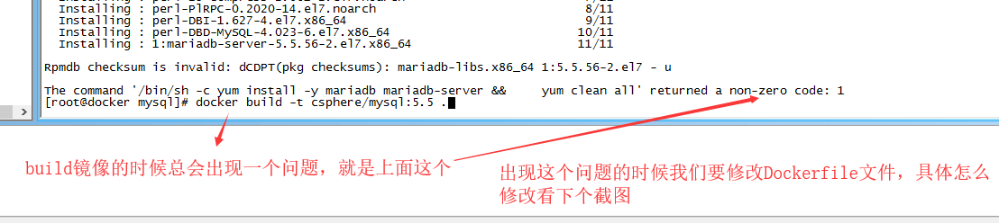 Installing : perl-PlRPC-0.2020-14.el7.noarch 8/11
Installing : perl-DBI-1.627-4.el7.x86_64 9/11
Installing : perl-DBD-MySQL-4.023-6.el7.x86_64 10/11
Installing : 1:mariadb-server-5.5.56-2.el7.x86_64 11/11
Rpmdb checksum is invalid: dCDPT(pkg checksums): mariadb-libs.x86_64 1:5.5.56-2.el7 - u
The command '/bin/sh -c yum install -y mariadb mariadb-server &&     yum clean all' returned a non-zero code: 1
[root@docker mysql]# docker build -t csphere/mysql:5.5 .
build镜像的时候总会出现一个问题，就是上面这个
出现这个问题的时候我们要修改Dockerfile文件，具体怎么
修改看下个截图